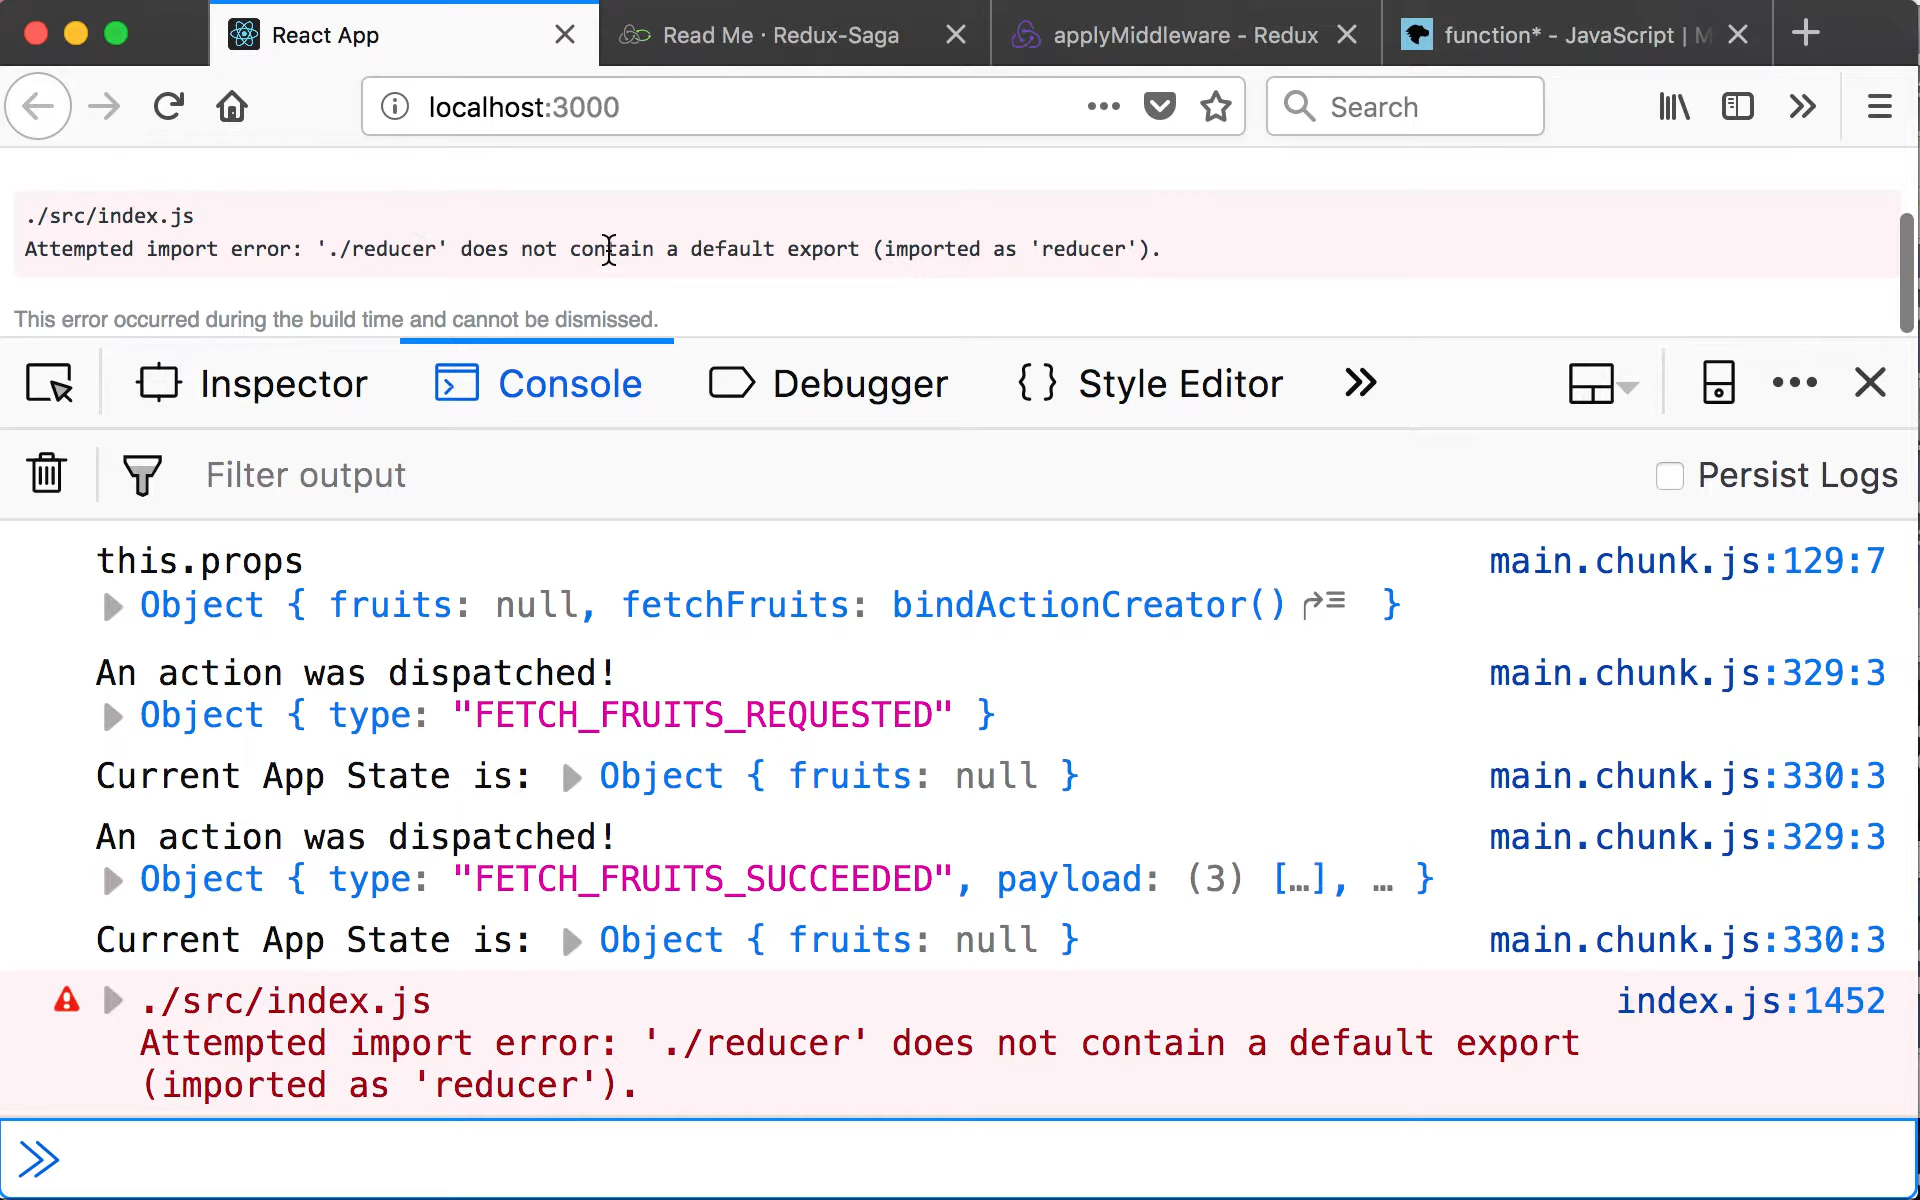 React App
Read Me · Redux-Saga
applyMiddleware - Redux
function* - JavaScript | M
localhost:3000
Search
./src/index.js
Attempted import error: './reducer' does not contain a default export (imported as 'reducer').
This error occurred during the build time and cannot be dismissed.
Inspector
Console
Debugger
{ } Style Editor
Filter output
Persist Logs
this.props main.chunk.js:129:7
Object { fruits: null, fetchFruits: bindActionCreator() }
An action was dispatched! main.chunk.js:329:3
Object { type: "FETCH_FRUITS_REQUESTED" }
Current App State is: Object { fruits: null } main.chunk.js:330:3
An action was dispatched! main.chunk.js:329:3
Object { type: "FETCH_FRUITS_SUCCEEDED", payload: (3) […], … }
Current App State is: Object { fruits: null } main.chunk.js:330:3
./src/index.js index.js:1452
Attempted import error: './reducer' does not contain a default export
(imported as 'reducer').